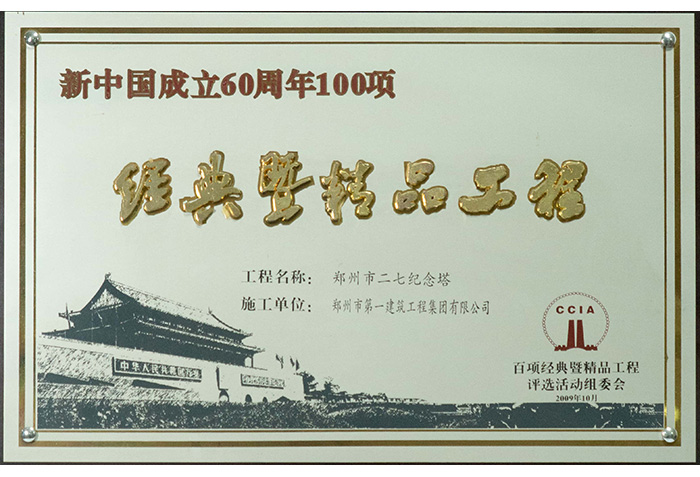 新中国成立60周年100项
经典暨精品工程
工程名称： 郑州市二七纪念塔
施工单位： 郑州市第一建筑工程集团有限公司
CCIA
百项经典暨精品工程
评选活动组委会
2009年10月
中华人民共和国万岁